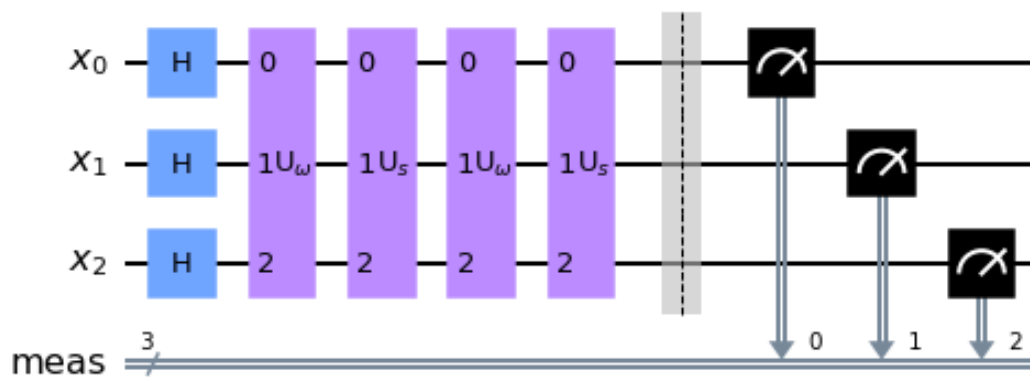 x₀ H 0 0 0 0
x₁ H 1Uω 1Uₛ 1Uω 1Uₛ
x₂ H 2 2 2 2
meas 3 0 1 2